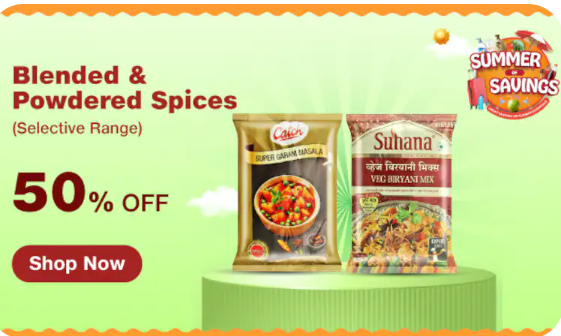 Blended &
Powdered Spices
(Selective Range)
50% OFF
Shop Now
SUMMER
OF
SAVINGS
Catch
SUPER GARAM MASALA
Suhana
व्हेज बिरयानी मिक्स
VEG BIRYANI MIX